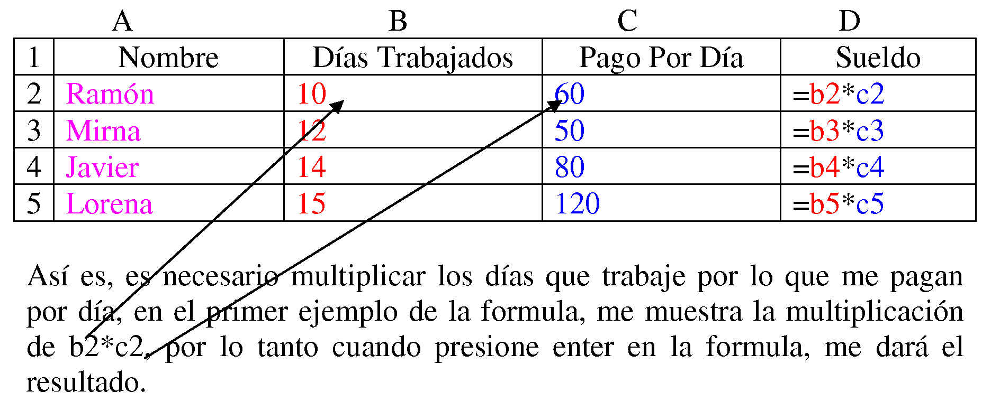 A B C D
1 Nombre Días Trabajados Pago Por Día Sueldo
2 Ramón 10 60 =b2*c2
3 Mirna 12 50 =b3*c3
4 Javier 14 80 =b4*c4
5 Lorena 15 120 =b5*c5
Así es, es necesario multiplicar los días que trabaje por lo que me pagan
por día, en el primer ejemplo de la formula, me muestra la multiplicación
de b2*c2, por lo tanto cuando presione enter en la formula, me dará el
resultado.